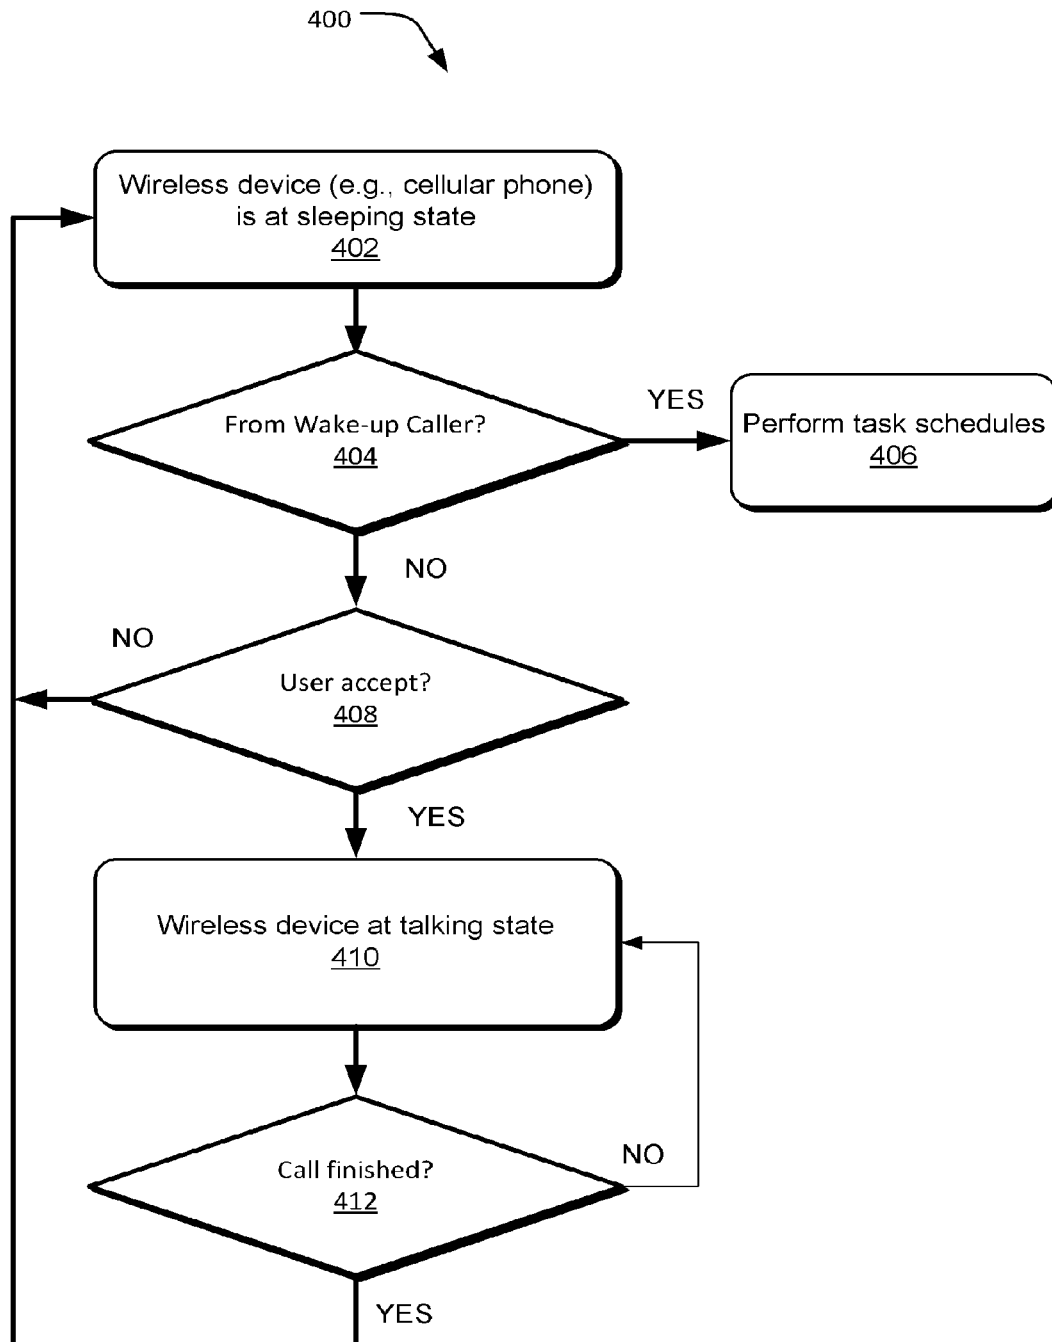 400
Wireless device (e.g., cellular phone)
is at sleeping state
402
From Wake-up Caller?
404
YES
Perform task schedules
406
NO
NO
User accept?
408
YES
Wireless device at talking state
410
Call finished?
412
NO
YES